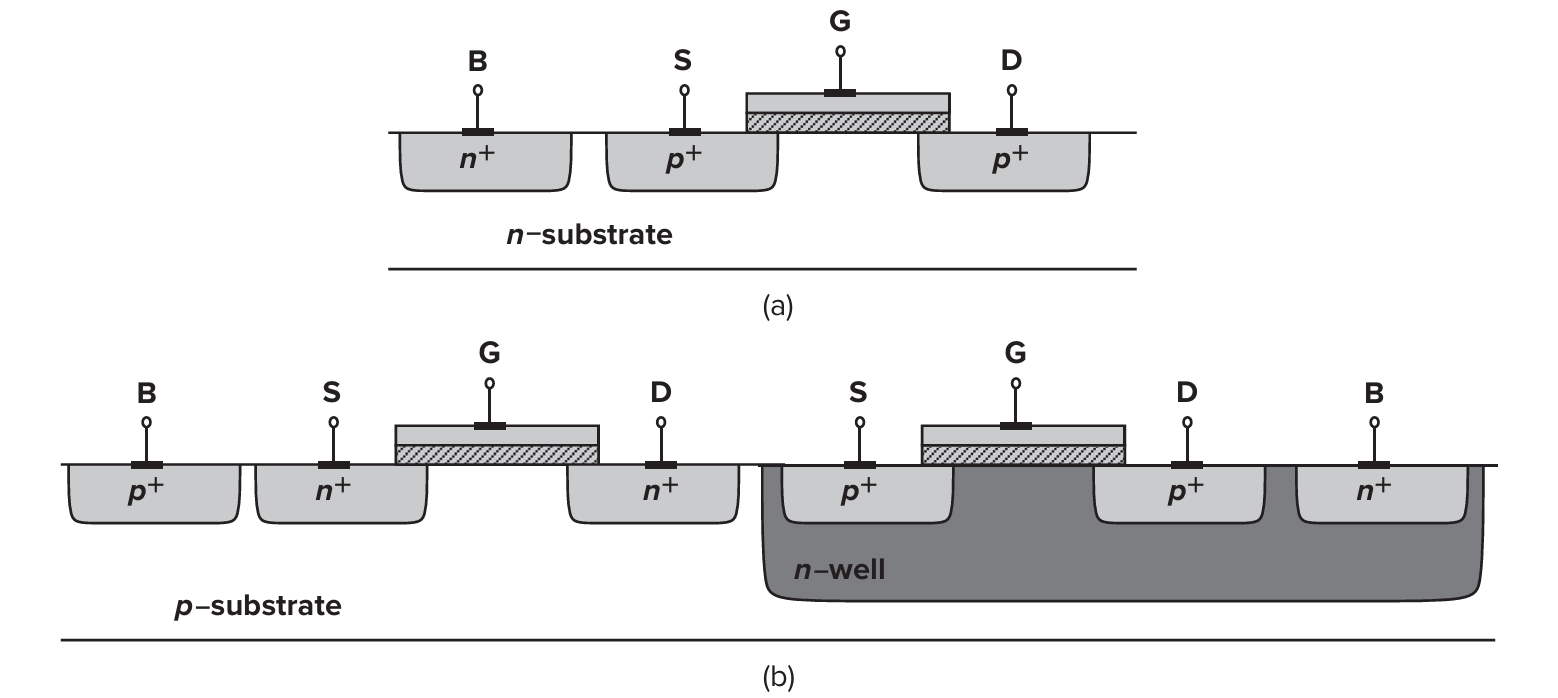 G
B S D
n+ p+ p+
n–substrate
(a)
G G
B S D S D B
p+ n+ n+ p+ p+ n+
n–well
p–substrate
(b)